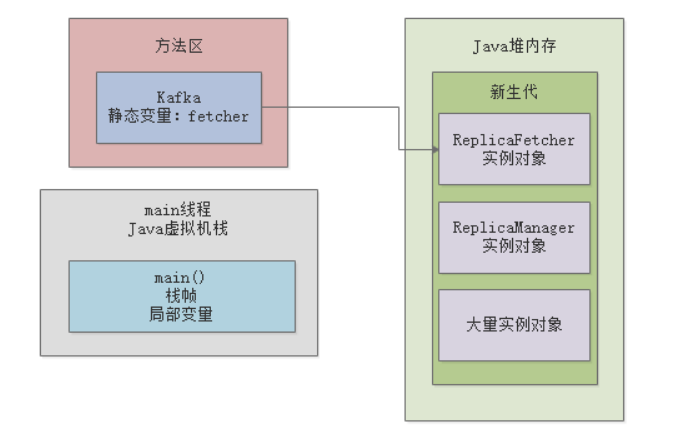 方法区
Kafka
静态变量：fetcher
main线程
Java虚拟机栈
main()
栈帧
局部变量
Java堆内存
新生代
ReplicaFetcher
实例对象
ReplicaManager
实例对象
大量实例对象